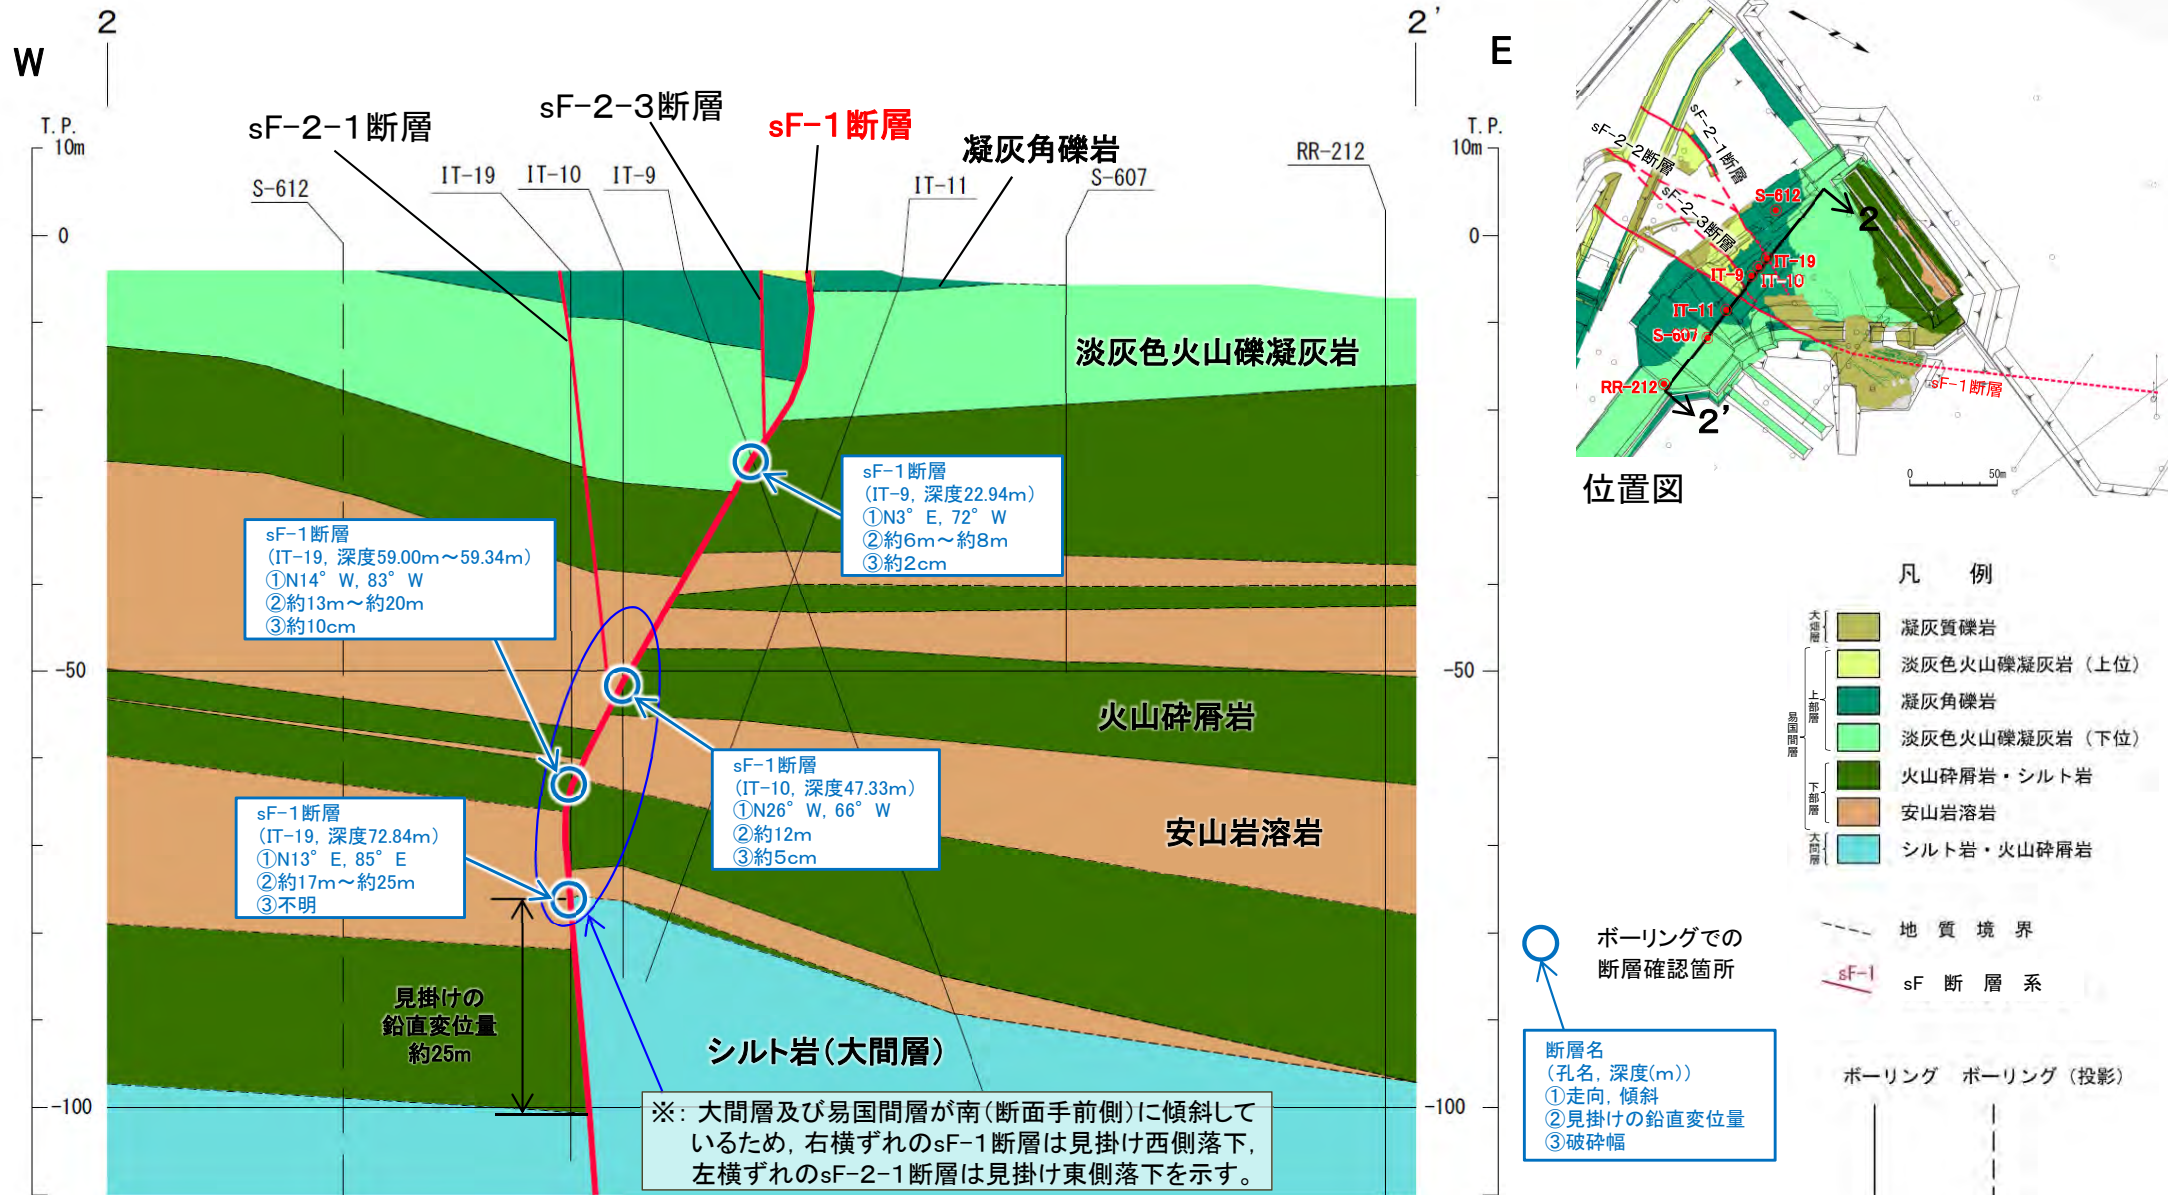 2
2'
W
E
T.P.
10m
0
-50
-100
T.P.
10m
0
-50
-100
sF-2-1断層
sF-2-3断層
sF-1断層
凝灰角礫岩
S-612
IT-19
IT-10
IT-9
IT-11
S-607
RR-212
淡灰色火山礫凝灰岩
火山砕屑岩
安山岩溶岩
シルト岩(大間層)
sF-1断層
(IT-9, 深度22.94m)
①N3°E, 72°W
②約6m～約8m
③約2cm
sF-1断層
(IT-19, 深度59.00m～59.34m)
①N14°W, 83°W
②約13m～約20m
③約10cm
sF-1断層
(IT-10, 深度47.33m)
①N26°W, 66°W
②約12m
③約5cm
sF-1断層
(IT-19, 深度72.84m)
①N13°E, 85°E
②約17m～約25m
③不明
見掛けの
鉛直変位量
約25m
※: 大間層及び易国間層が南(断面手前側)に傾斜して
いるため, 右横ずれのsF-1断層は見掛け西側落下,
左横ずれのsF-2-1断層は見掛け東側落下を示す。
N
sF-2-1断層
sF-2-2断層
sF-2-3断層
S-612
2
IT-19
IT-9
IT-10
IT-11
S-607
RR-212
sF-1断層
2'
位置図
0
50m
凡 例
大畑層
凝灰質礫岩
易国間層
上部層
淡灰色火山礫凝灰岩(上位)
凝灰角礫岩
淡灰色火山礫凝灰岩(下位)
下部層
火山砕屑岩・シルト岩
安山岩溶岩
大間層
シルト岩・火山砕屑岩
地質境界
sF-1
sF 断層系
ボーリングでの
断層確認箇所
断層名
(孔名, 深度(m))
①走向, 傾斜
②見掛けの鉛直変位量
③破砕幅
ボーリング
ボーリング(投影)